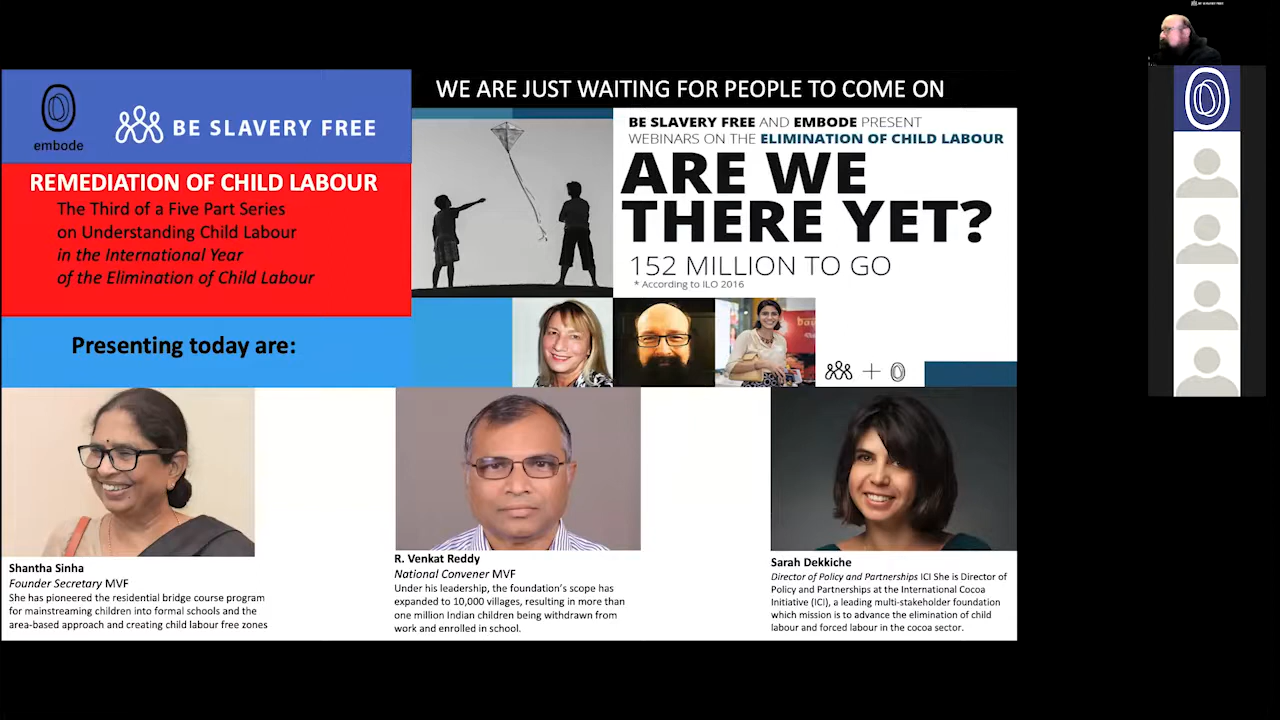 BE SLAVERY FREE
WE ARE JUST WAITING FOR PEOPLE TO COME ON
embode
BE SLAVERY FREE
REMEDIATION OF CHILD LABOUR
The Third of a Five Part Series
on Understanding Child Labour
in the International Year
of the Elimination of Child Labour
BE SLAVERY FREE AND EMBODE PRESENT
WEBINARS ON THE ELIMINATION OF CHILD LABOUR
ARE WE
THERE YET?
152 MILLION TO GO
* According to ILO 2016
Presenting today are:
Shantha Sinha
Founder Secretary MVF
She has pioneered the residential bridge course program
for mainstreaming children into formal schools and the
area-based approach and creating child labour free zones
R. Venkat Reddy
National Convener MVF
Under his leadership, the foundation's scope has
expanded to 10,000 villages, resulting in more than
one million Indian children being withdrawn from
work and enrolled in school.
Sarah Dekkiche
Director of Policy and Partnerships ICI She is Director of
Policy and Partnerships at the International Cocoa
Initiative (ICI), a leading multi-stakeholder foundation
which mission is to advance the elimination of child
labour and forced labour in the cocoa sector.